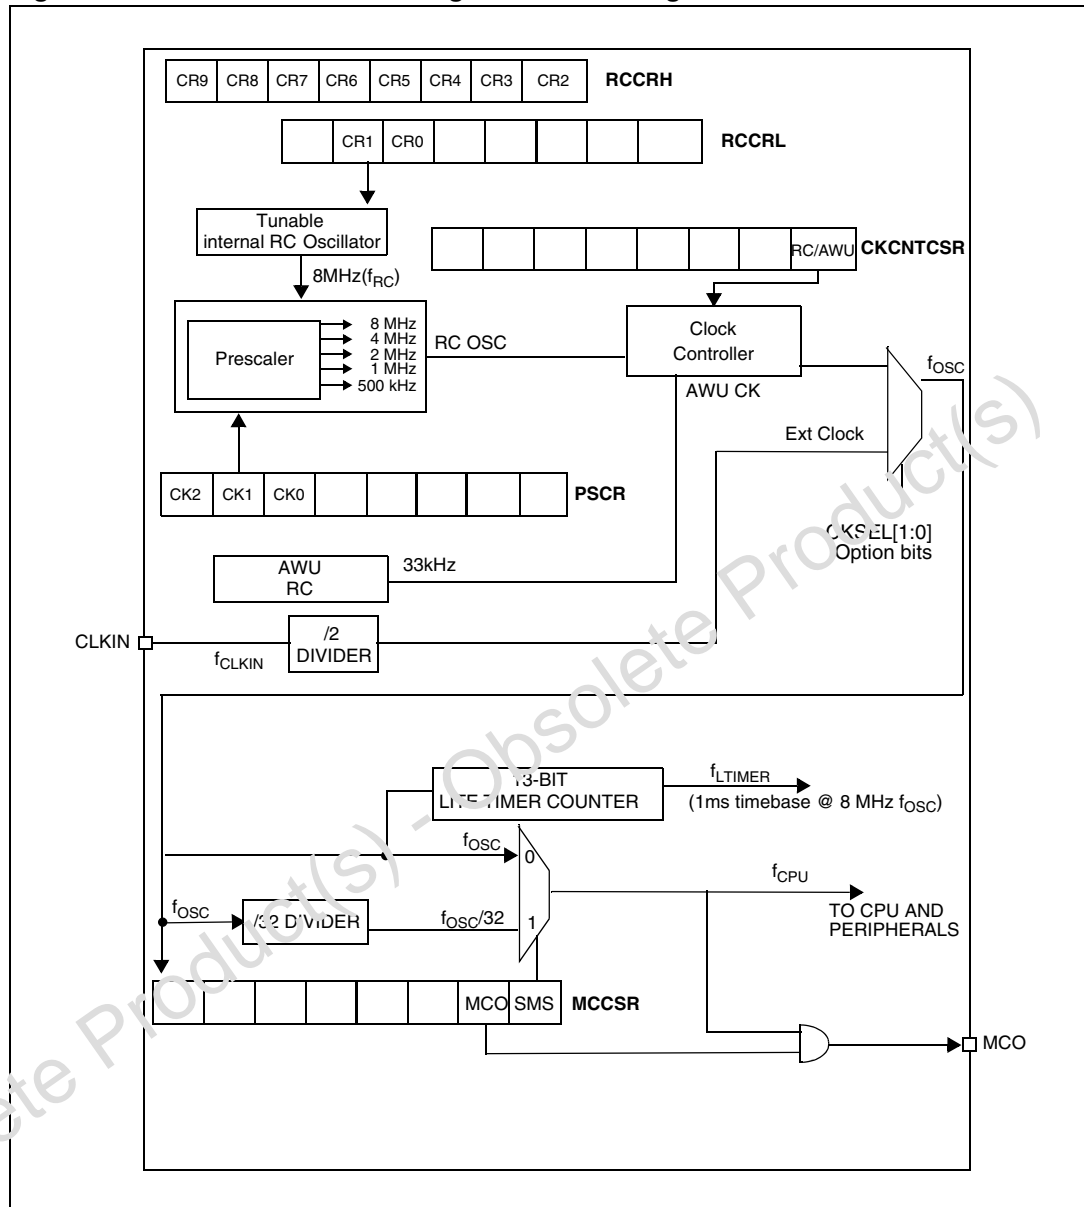 CR9 CR8 CR7 CR6 CR5 CR4 CR3 CR2 RCCRH
CR1 CR0 RCCRL
Tunable
internal RC Oscillator
RC/AWU CKCNTCSR
8MHz(fRC)
Prescaler
8 MHz
4 MHz
2 MHz
1 MHz
500 kHz
RC OSC
Clock
Controller
fOSC
AWU CK
Ext Clock
CK2 CK1 CK0 PSCR
CKSEL[1:0]
Option bits
AWU
RC
33kHz
CLKIN
fCLKIN
/2
DIVIDER
13-BIT
LITE TIMER COUNTER
fLTIMER
(1ms timebase @ 8 MHz fOSC)
fOSC
0
fCPU
TO CPU AND
PERIPHERALS
fOSC
/32 DIVIDER
fOSC/32
1
MCO SMS MCCSR
MCO
Obsolete Product(s) - Obsolete Product(s)